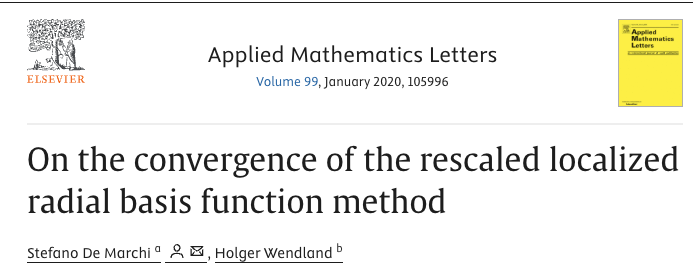 Applied Mathematics Letters
Volume 99, January 2020, 105996
ELSEVIER
Applied
Mathematics
Letters
On the convergence of the rescaled localized
radial basis function method
Stefano De Marchi a, Holger Wendland b